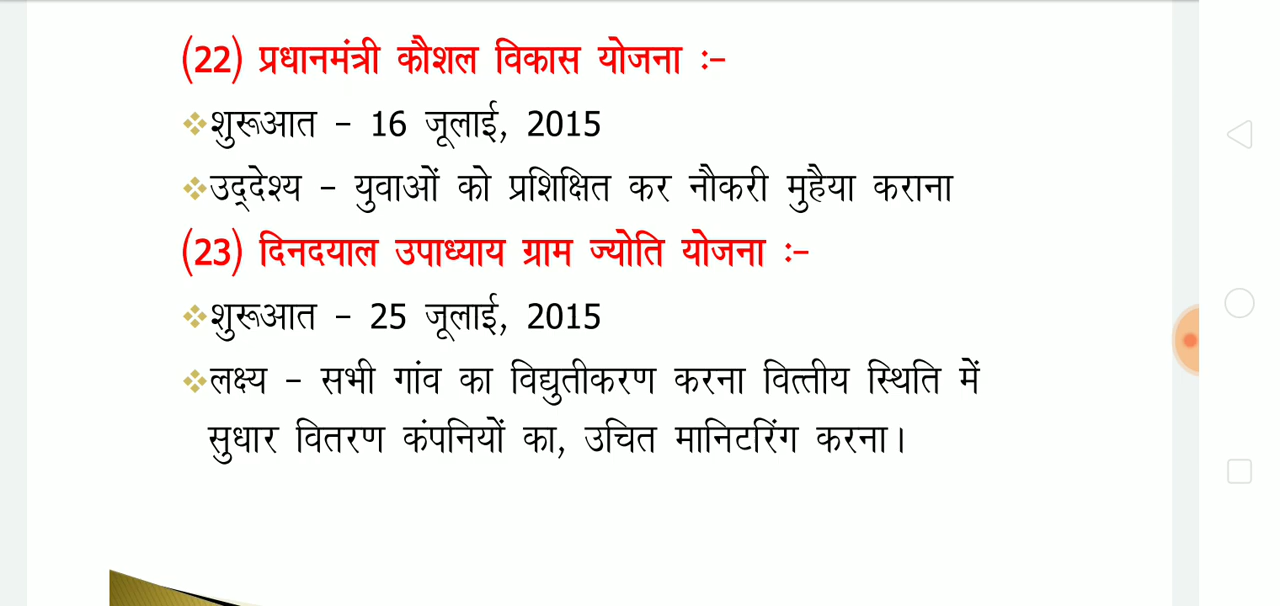 (22) प्रधानमंत्री कौशल विकास योजना :–
शुरूआत – 16 जूलाई, 2015
उद्देश्य – युवाओं को प्रशिक्षित कर नौकरी मुहैया कराना
(23) दिनदयाल उपाध्याय ग्राम ज्योति योजना :–
शुरूआत – 25 जूलाई, 2015
लक्ष्य – सभी गांव का विद्युतीकरण करना वित्तीय स्थिति में
सुधार वितरण कंपनियों का, उचित मानिटरिंग करना।